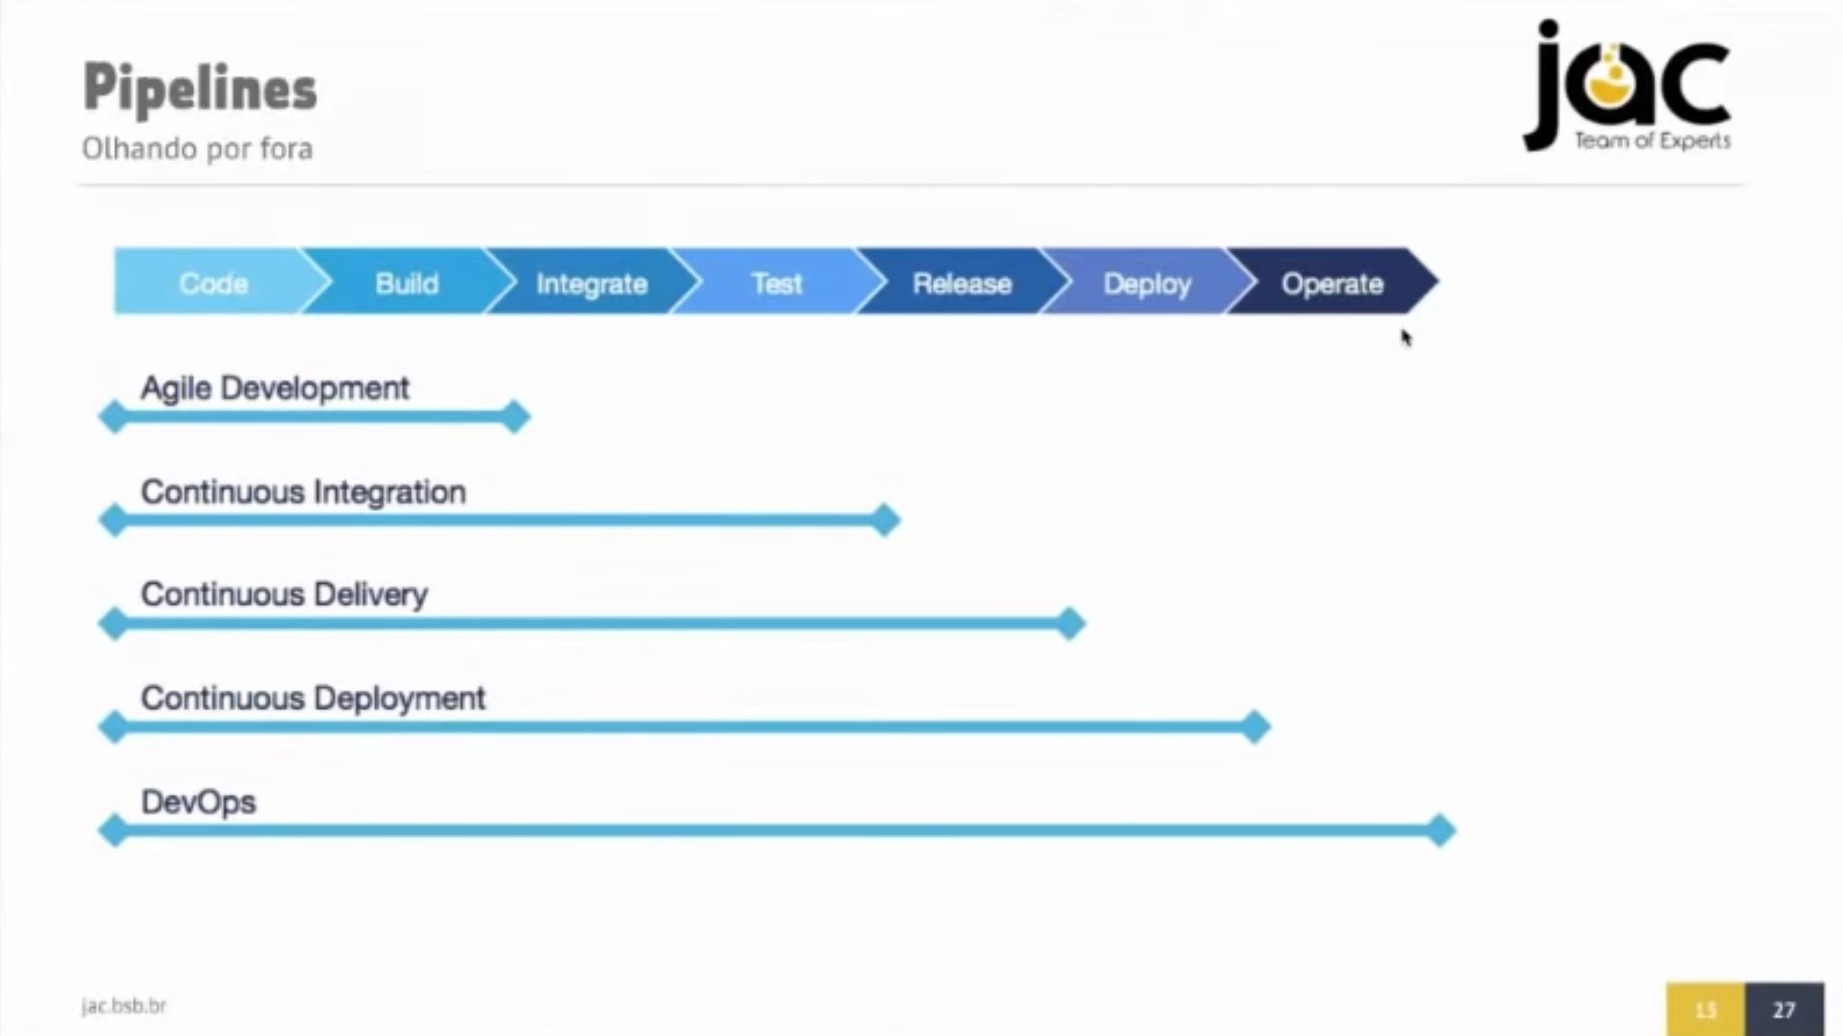 jac
Team of Experts
Pipelines
Olhando por fora
Code
Build
Integrate
Test
Release
Deploy
Operate
Agile Development
Continuous Integration
Continuous Delivery
Continuous Deployment
DevOps
jac.bsb.br
15
27